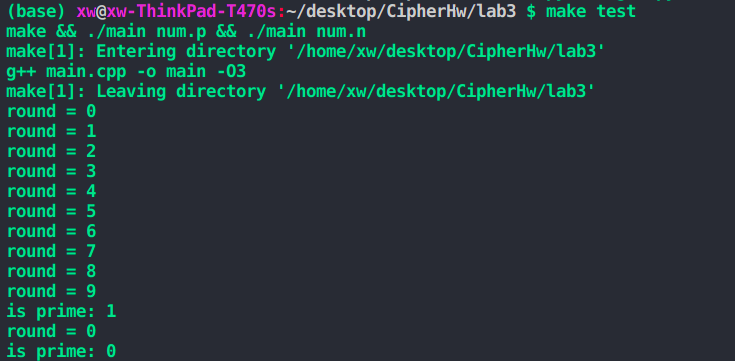 (base) xw@xw-ThinkPad-T470s:~/desktop/CipherHw/lab3 $ make test
make && ./main num.p && ./main num.n
make[1]: Entering directory '/home/xw/desktop/CipherHw/lab3'
g++ main.cpp -o main -O3
make[1]: Leaving directory '/home/xw/desktop/CipherHw/lab3'
round = 0
round = 1
round = 2
round = 3
round = 4
round = 5
round = 6
round = 7
round = 8
round = 9
is prime: 1
round = 0
is prime: 0